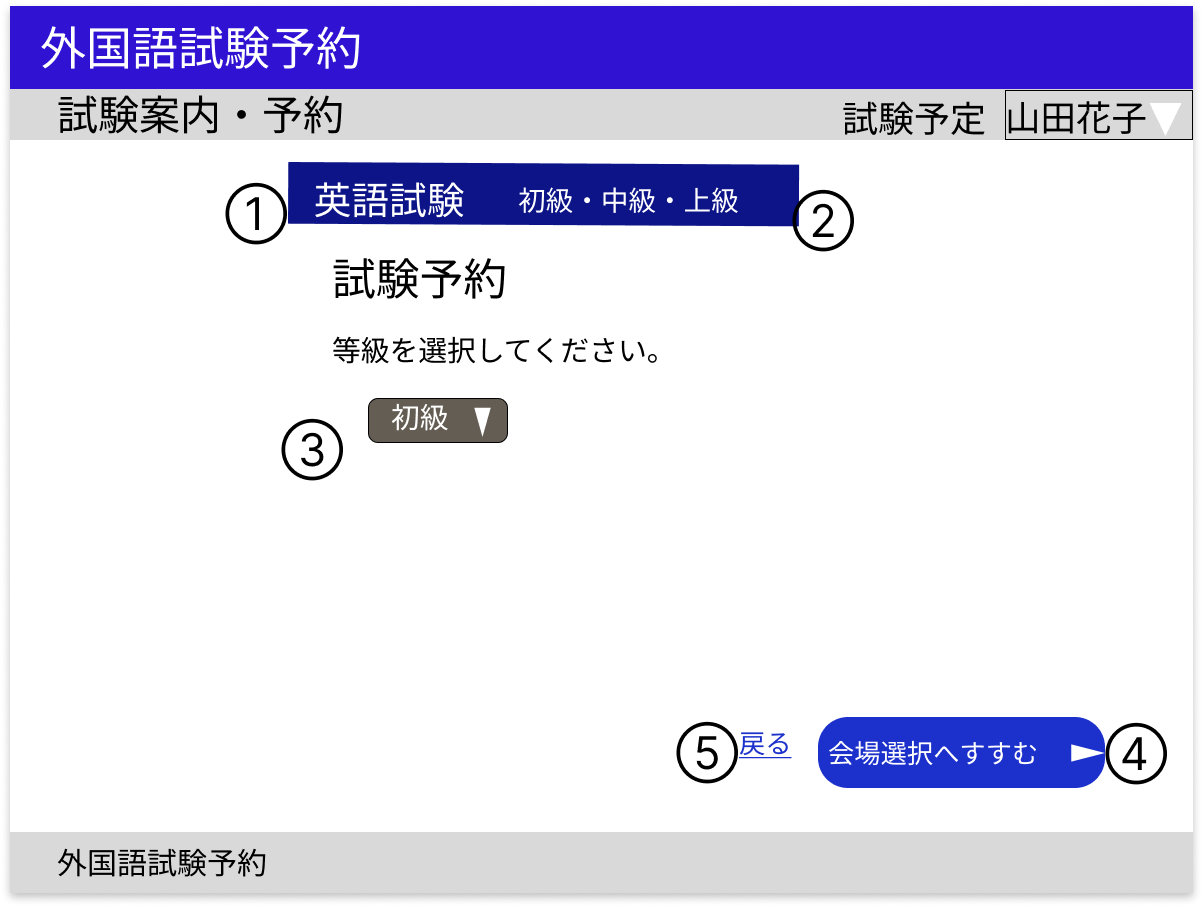 外国語試験予約
試験案内・予約 試験予定 山田花子▼
① 英語試験 初級・中級・上級 ②
試験予約
等級を選択してください。
③ 初級 ▼
⑤ 戻る 会場選択へすすむ ► ④
外国語試験予約